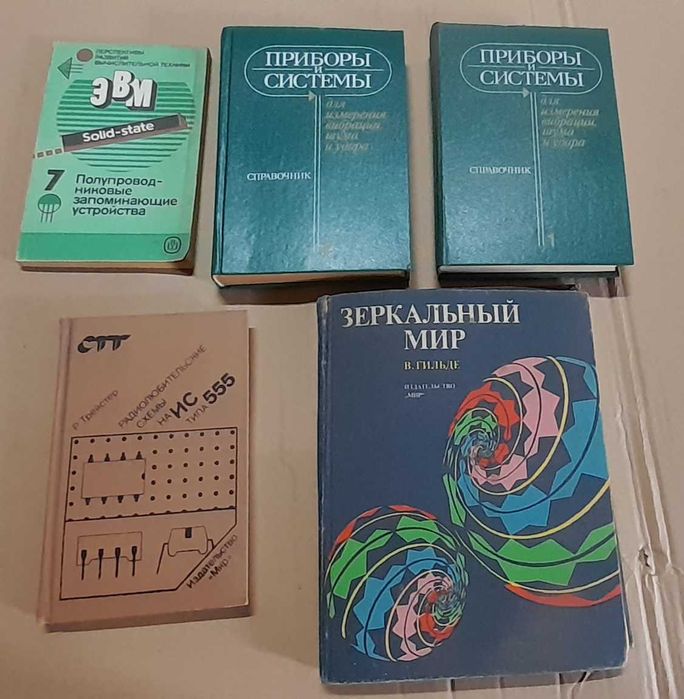 ПЕРСПЕКТИВЫ
РАЗВИТИЯ
ВЫЧИСЛИТЕЛЬНОЙ ТЕХНИКИ
ЭВМ
Solid-state
7 Полупровод-
никовые
запоминающие
устройства
ПРИБОРЫ
И
СИСТЕМЫ
для
измерения
вибрации,
шума
и удара
СПРАВОЧНИК
ПРИБОРЫ
И
СИСТЕМЫ
для
измерения
вибрации,
шума
и удара
СПРАВОЧНИК
1
СТТ
Р. Трейстер
РАДИОЛЮБИТЕЛЬСКИЕ
СХЕМЫ
НА ИС
ТИПА 555
Издательство
«Мир»
ЗЕРКАЛЬНЫЙ
МИР
В. ГИЛЬДЕ
ИЗДАТЕЛЬСТВО
„МИР“